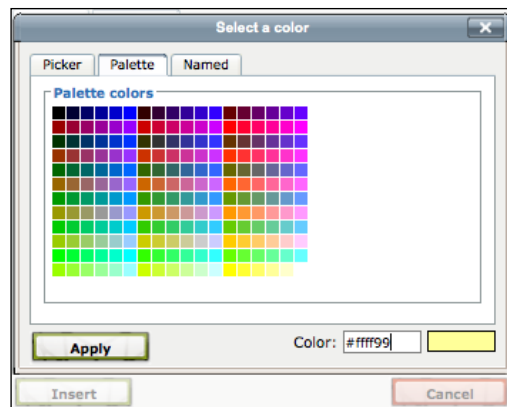 Select a color
Picker Palette Named
Palette colors
Apply
Color: #ffff99
Insert
Cancel